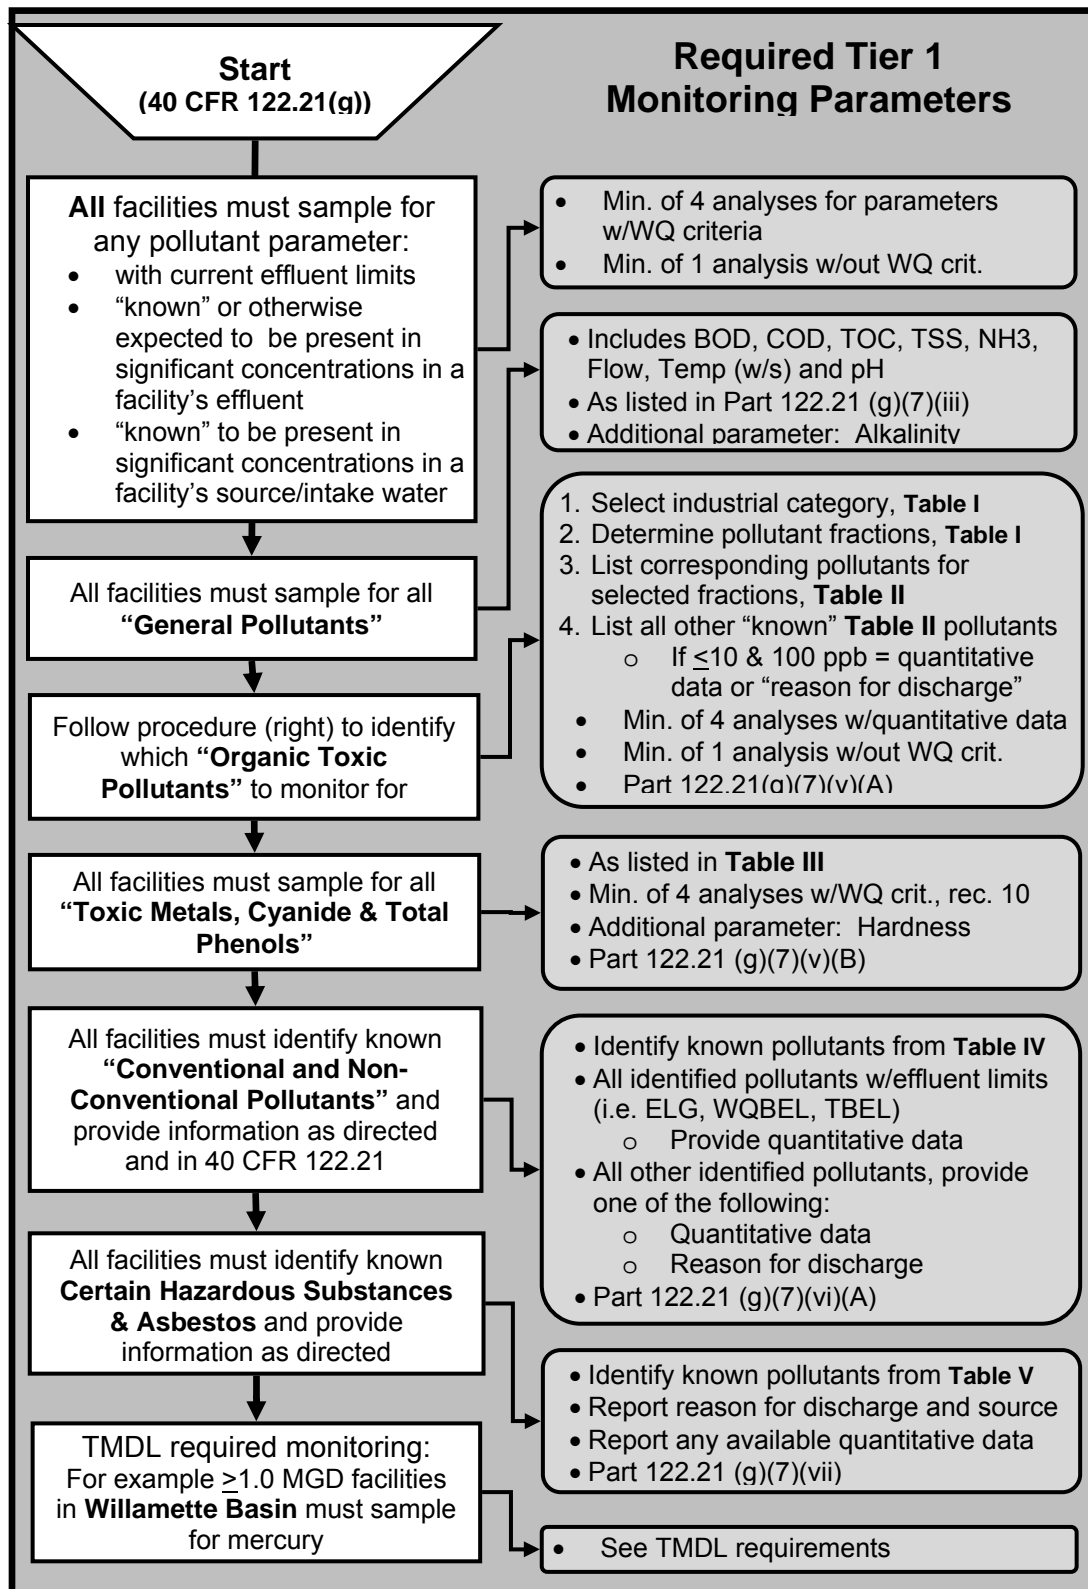 Start
(40 CFR 122.21(g))
Required Tier 1
Monitoring Parameters
All facilities must sample for
any pollutant parameter:
• with current effluent limits
• “known” or otherwise
expected to be present in
significant concentrations in a
facility’s effluent
• “known” to be present in
significant concentrations in a
facility’s source/intake water
• Min. of 4 analyses for parameters
w/WQ criteria
• Min. of 1 analysis w/out WQ crit.
All facilities must sample for all
“General Pollutants”
• Includes BOD, COD, TOC, TSS, NH3,
Flow, Temp (w/s) and pH
• As listed in Part 122.21 (g)(7)(iii)
• Additional parameter: Alkalinity
Follow procedure (right) to identify
which “Organic Toxic
Pollutants” to monitor for
1. Select industrial category, Table I
2. Determine pollutant fractions, Table I
3. List corresponding pollutants for
selected fractions, Table II
4. List all other “known” Table II pollutants
o If <10 & 100 ppb = quantitative
data or “reason for discharge”
• Min. of 4 analyses w/quantitative data
• Min. of 1 analysis w/out WQ crit.
• Part 122.21(g)(7)(v)(A)
All facilities must sample for all
“Toxic Metals, Cyanide & Total
Phenols”
• As listed in Table III
• Min. of 4 analyses w/WQ crit., rec. 10
• Additional parameter: Hardness
• Part 122.21 (g)(7)(v)(B)
All facilities must identify known
“Conventional and Non-
Conventional Pollutants” and
provide information as directed
and in 40 CFR 122.21
• Identify known pollutants from Table IV
• All identified pollutants w/effluent limits
(i.e. ELG, WQBEL, TBEL)
o Provide quantitative data
• All other identified pollutants, provide
one of the following:
o Quantitative data
o Reason for discharge
• Part 122.21 (g)(7)(vi)(A)
All facilities must identify known
Certain Hazardous Substances
& Asbestos and provide
information as directed
• Identify known pollutants from Table V
• Report reason for discharge and source
• Report any available quantitative data
• Part 122.21 (g)(7)(vii)
TMDL required monitoring:
For example >1.0 MGD facilities
in Willamette Basin must sample
for mercury
• See TMDL requirements